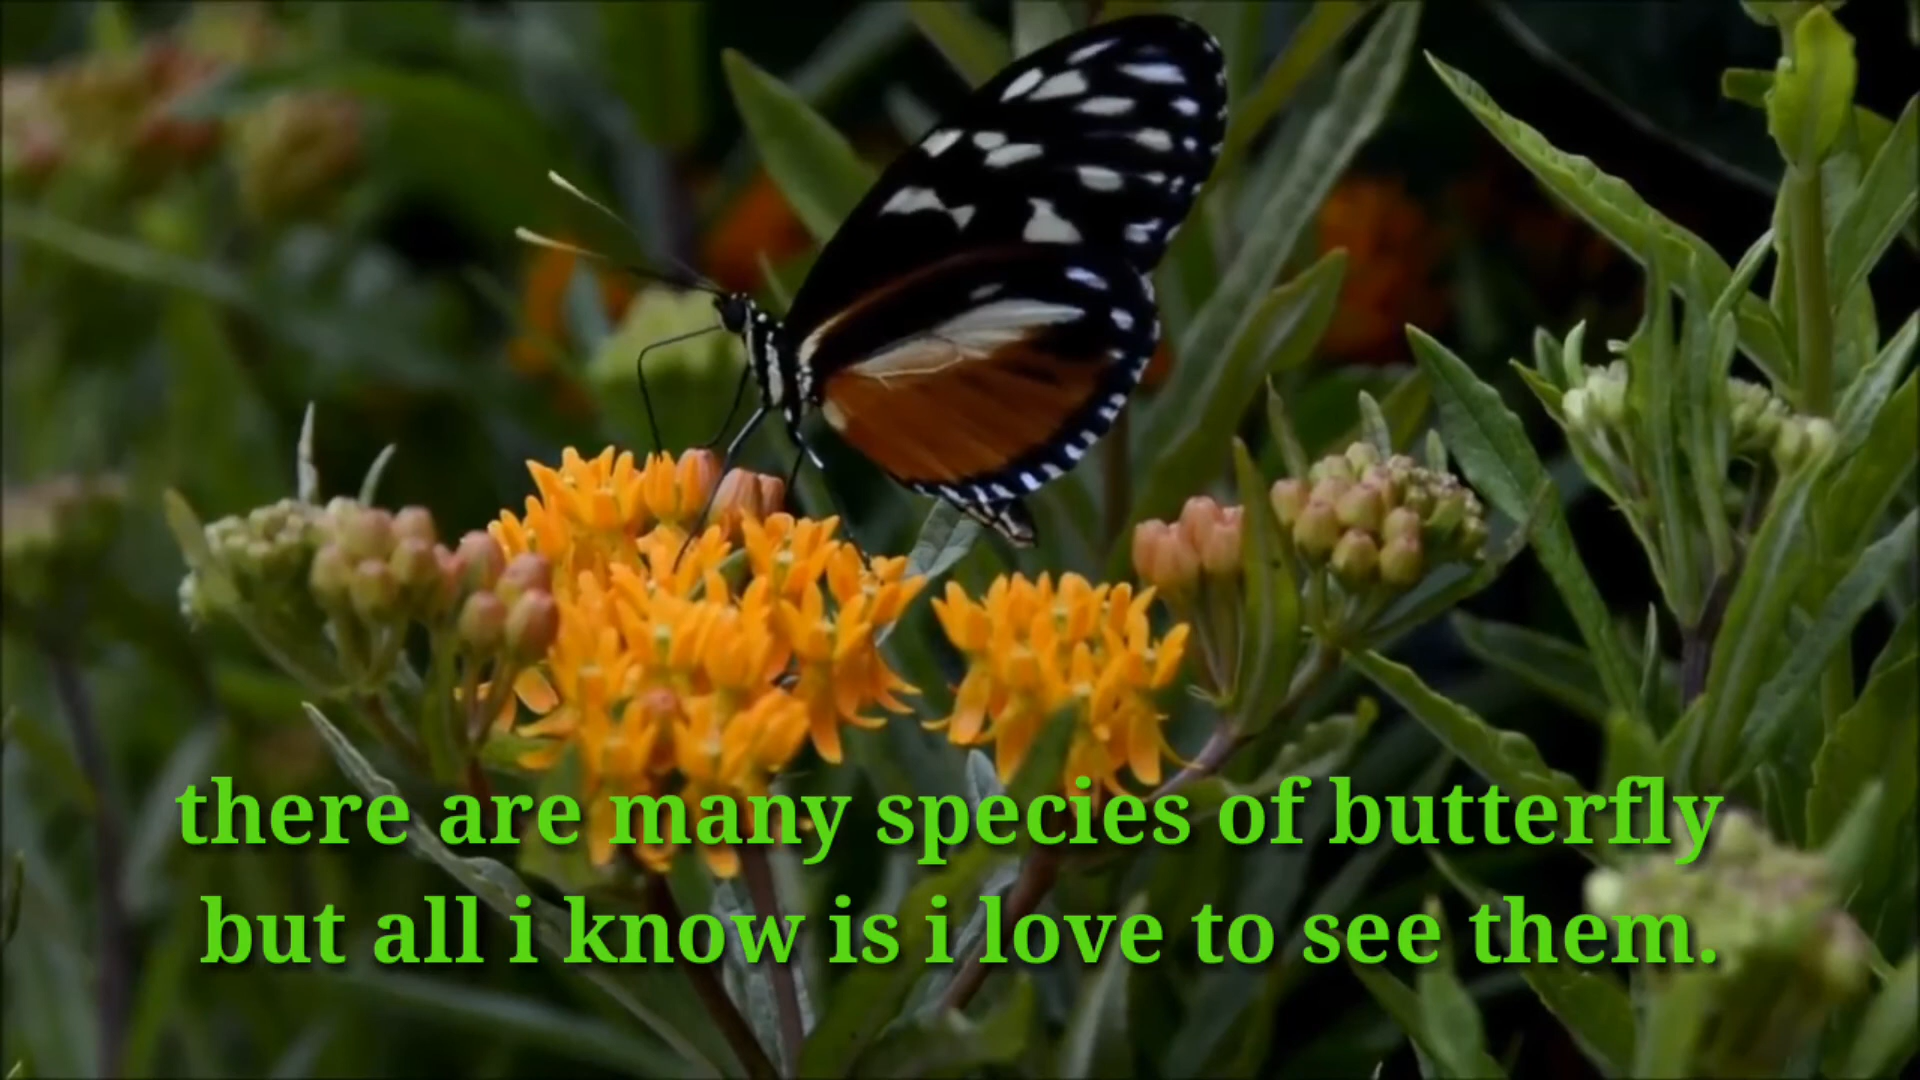 there are many species of butterfly
but all i know is i love to see them.